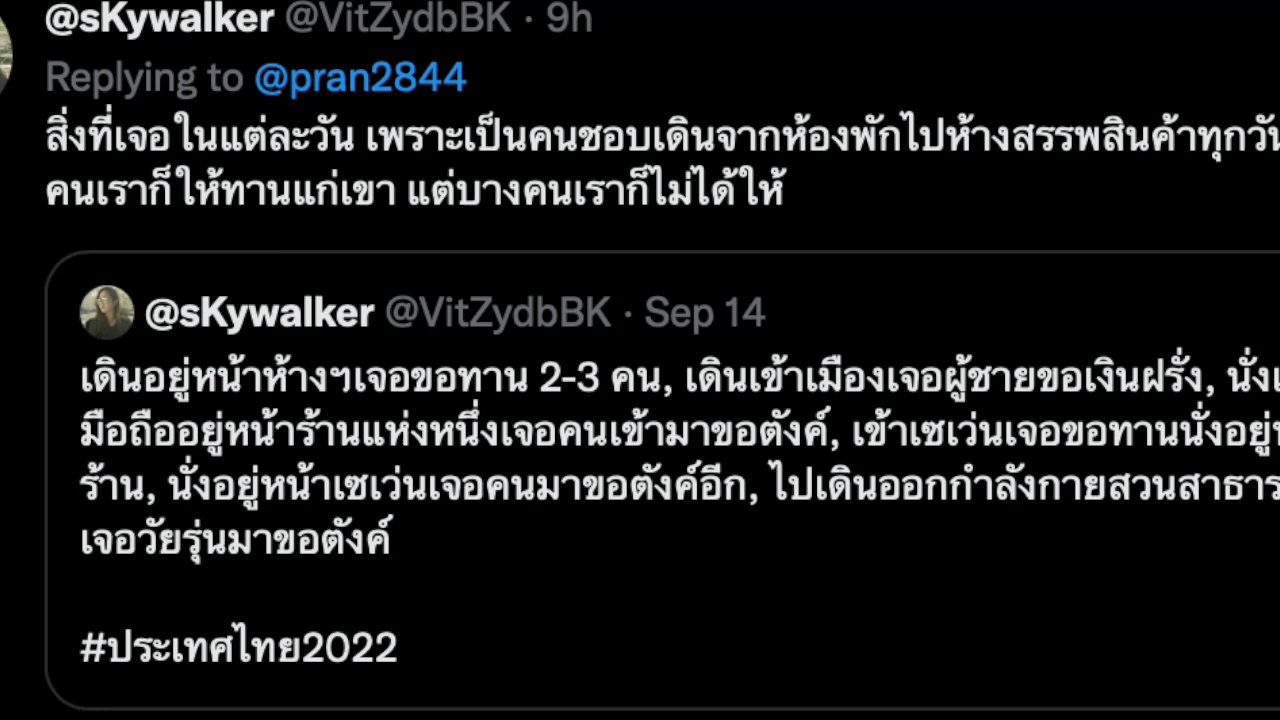 @sKywalker @VitZydbBK · 9h
Replying to @pran2844
สิ่งที่เจอในแต่ละวัน เพราะเป็นคนชอบเดินจากห้องพักไปห้างสรรพสินค้าทุกวัน
คนเราก็ให้ทานแก่เขา แต่บางคนเราก็ไม่ได้ให้
@sKywalker @VitZydbBK · Sep 14
เดินอยู่หน้าห้างฯเจอขอทาน 2-3 คน, เดินเข้าเมืองเจอผู้ชายขอเงินฝรั่ง, นั่ง
มือถืออยู่หน้าร้านแห่งหนึ่งเจอคนเข้ามาขอตังค์, เข้าเซเว่นเจอขอทานนั่งอยู่
ร้าน, นั่งอยู่หน้าเซเว่นเจอคนมาขอตังค์อีก, ไปเดินออกกำลังกายสวนสาธาร
เจอวัยรุ่นมาขอตังค์
#ประเทศไทย2022